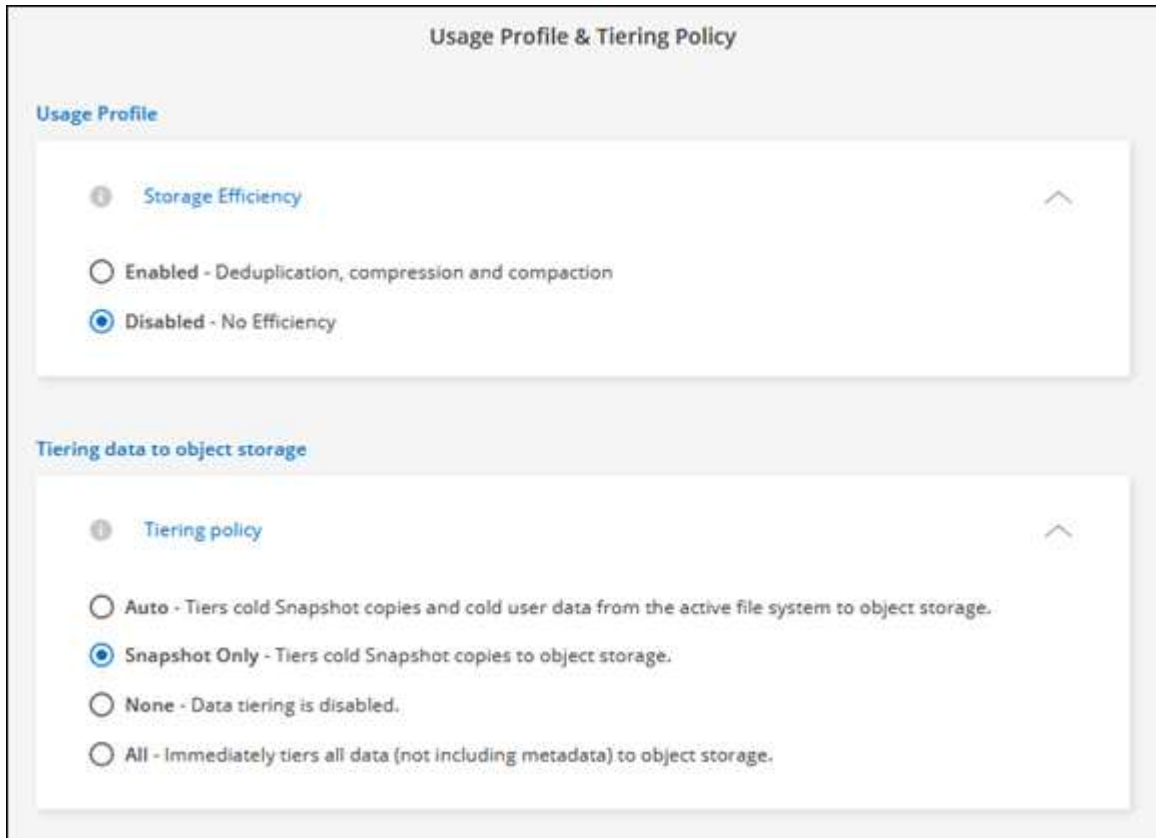 Usage Profile & Tiering Policy
Usage Profile
Storage Efficiency
Enabled - Deduplication, compression and compaction
Disabled - No Efficiency
Tiering data to object storage
Tiering policy
Auto - Tiers cold Snapshot copies and cold user data from the active file system to object storage.
Snapshot Only - Tiers cold Snapshot copies to object storage.
None - Data tiering is disabled.
All - Immediately tiers all data (not including metadata) to object storage.